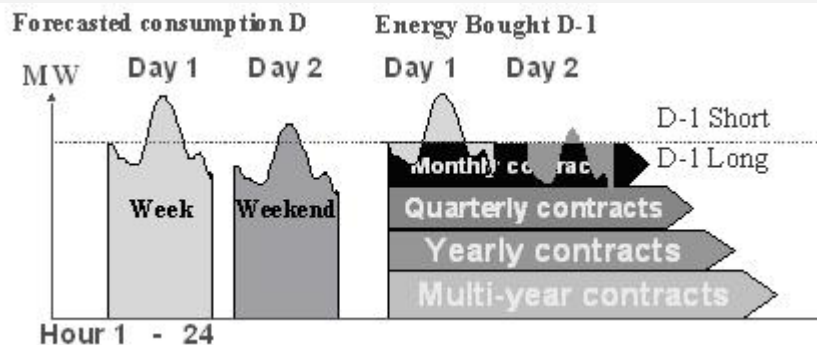 Forecasted consumption D
Energy Bought D-1
MW
Day 1
Day 2
Day 1
Day 2
D-1 Short
D-1 Long
Monthly contrac
Week
Weekend
Quarterly contracts
Yearly contracts
Multi-year contracts
Hour 1 - 24